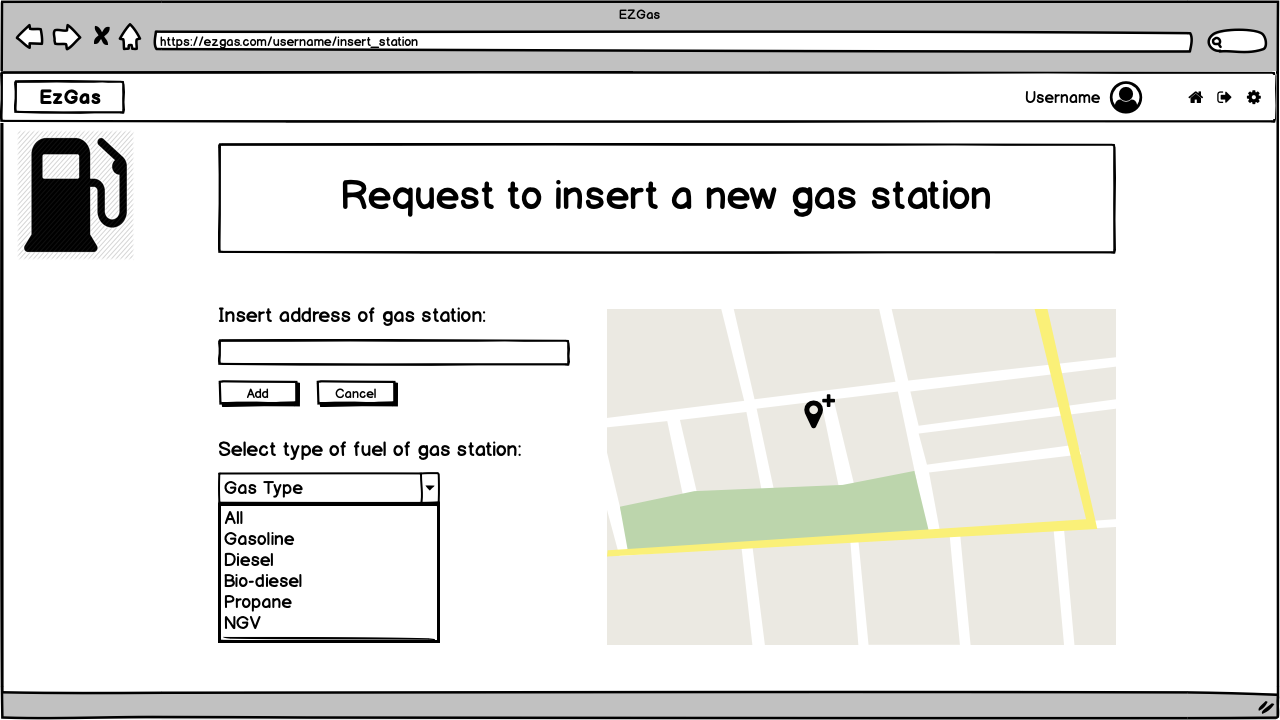 EZGas
https://ezgas.com/username/insert_station
EzGas
Username
Request to insert a new gas station
Insert address of gas station:
Add
Cancel
Select type of fuel of gas station:
Gas Type
All
Gasoline
Diesel
Bio-diesel
Propane
NGV